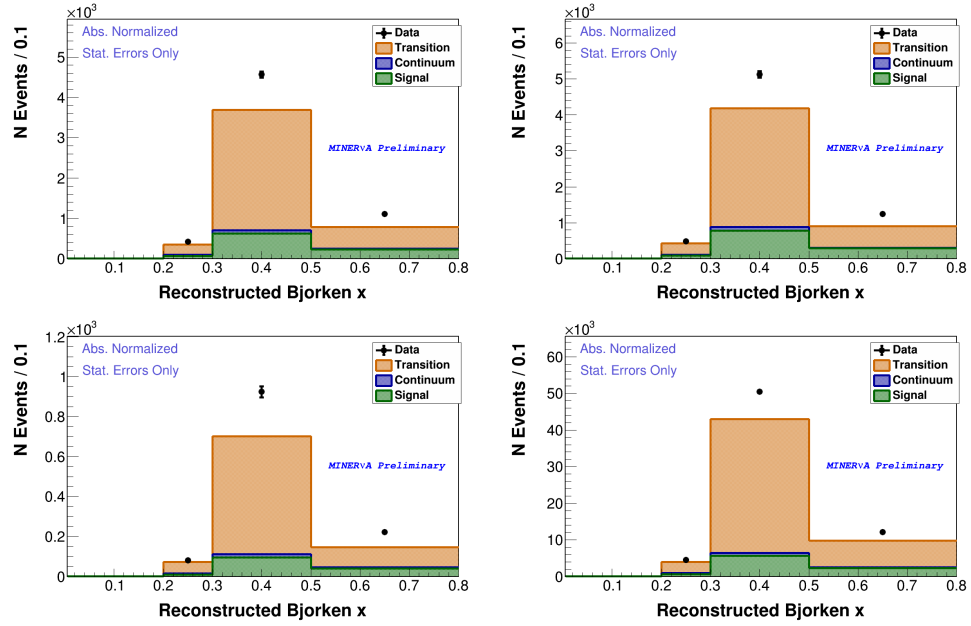 ×10³
Abs. Normalized
Stat. Errors Only
Data
Transition
Continuum
Signal
MINERνA Preliminary
N Events / 0.1
5
4
3
2
1
0
0.1 0.2 0.3 0.4 0.5 0.6 0.7 0.8
Reconstructed Bjorken x
×10³
Abs. Normalized
Stat. Errors Only
Data
Transition
Continuum
Signal
MINERνA Preliminary
N Events / 0.1
6
5
4
3
2
1
0
0.1 0.2 0.3 0.4 0.5 0.6 0.7 0.8
Reconstructed Bjorken x
×10³
Abs. Normalized
Stat. Errors Only
Data
Transition
Continuum
Signal
MINERνA Preliminary
N Events / 0.1
1.2
1
0.8
0.6
0.4
0.2
0
0.1 0.2 0.3 0.4 0.5 0.6 0.7 0.8
Reconstructed Bjorken x
×10³
Abs. Normalized
Stat. Errors Only
Data
Transition
Continuum
Signal
MINERνA Preliminary
N Events / 0.1
60
50
40
30
20
10
0
0.1 0.2 0.3 0.4 0.5 0.6 0.7 0.8
Reconstructed Bjorken x